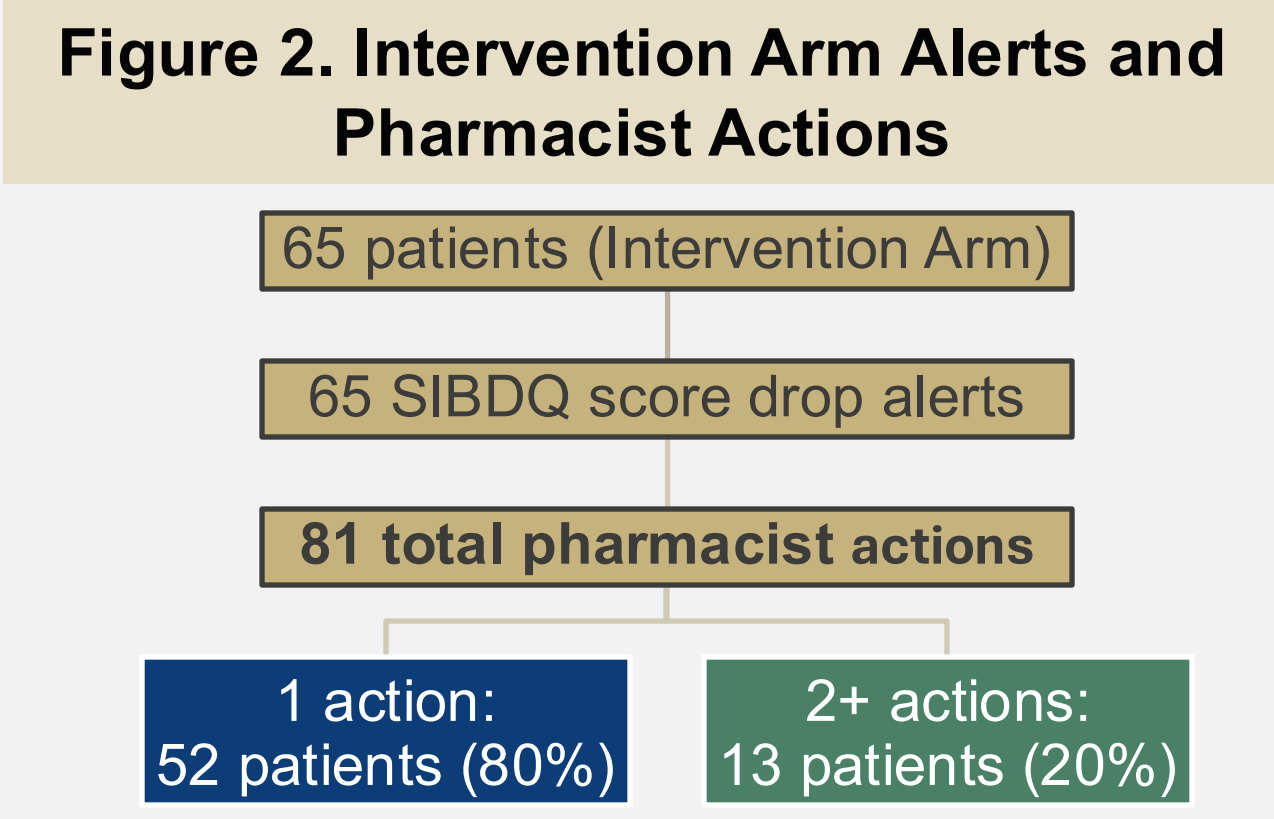 Figure 2. Intervention Arm Alerts and
Pharmacist Actions
65 patients (Intervention Arm)
65 SIBDQ score drop alerts
81 total pharmacist actions
1 action:
52 patients (80%)
2+ actions:
13 patients (20%)